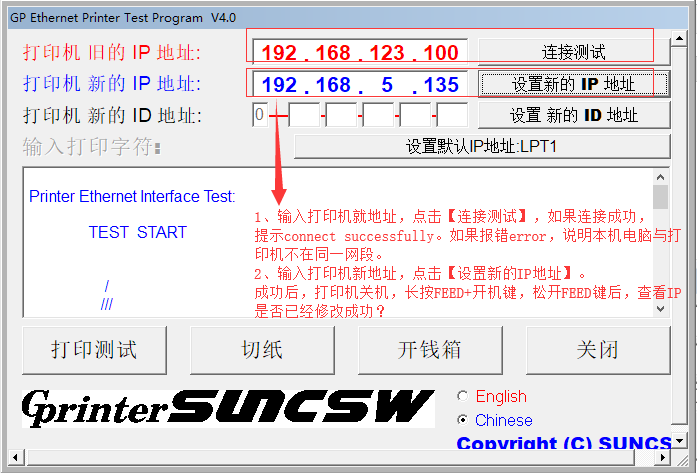 GP Ethernet Printer Test Program V4.0
打印机 旧的 IP 地址: 192 . 168 . 123 . 100 连接测试
打印机 新的 IP 地址: 192 . 168 . 5 . 135 设置新的 IP 地址
打印机 新的 ID 地址: 0 设置 新的 ID 地址
输入打印字符: 设置默认IP地址:LPT1
Printer Ethernet Interface Test:
TEST START
/
///
1、输入打印机就地址，点击【连接测试】，如果连接成功，
提示connect successfully。如果报错error，说明本机电脑与打
印机不在同一网段。
2、输入打印机新地址，点击【设置新的IP地址】。
成功后，打印机关机，长按FEED+开机键，松开FEED键后，查看IP
是否已经修改成功？
打印测试 切纸 开钱箱 关闭
Gprinter SUNCSW
English
Chinese
Copyright (C) SUNCS